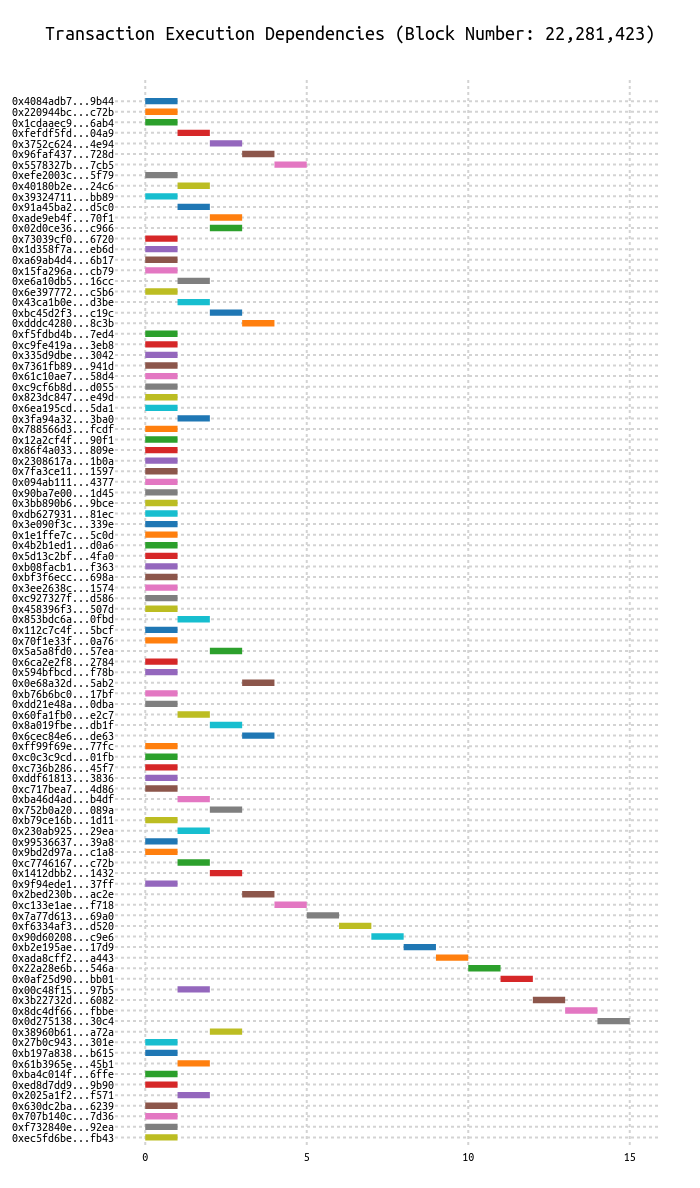 Transaction Execution Dependencies (Block Number: 22,281,423)
0x4084adb7...9b44
0x220944bc...c72b
0x1cdaaec9...6ab4
0xfefdf5fd...04a9
0x3752c624...4e94
0x96faf437...728d
0x5578327b...7cb5
0xefe2003c...5f79
0x40180b2e...24c6
0x39324711...bb89
0x91a45ba2...d5c0
0xade9eb4f...70f1
0x02d0ce36...c966
0x73039cf0...6720
0x1d358f7a...eb6d
0xa69ab4d4...6b17
0x15fa296a...cb79
0xe6a10db5...16cc
0x6e397772...c5b6
0x43ca1b0e...d3be
0xbc45d2f3...c19c
0xdddc4280...8c3b
0xf5fdbd4b...7ed4
0xc9fe419a...3eb8
0x335d9dbe...3042
0x7361fb89...941d
0x61c10ae7...58d4
0xc9cf6b8d...d055
0x823dc847...e49d
0x6ea195cd...5da1
0x3fa94a32...3ba0
0x788566d3...fcdf
0x12a2cf4f...90f1
0x86f4a033...809e
0x2308617a...1b0a
0x7fa3ce11...1597
0x094ab111...4377
0x90ba7e00...1d45
0x3bb890b6...9bce
0xdb627931...81ec
0x3e090f3c...339e
0x1e1ffe7c...5c0d
0x4b2b1ed1...d0a6
0x5d13c2bf...4fa0
0xb08facb1...f363
0xbf3f6ecc...698a
0x3ee2638c...1574
0xc927327f...d586
0x458396f3...507d
0x853bdc6a...0fbd
0x112c7c4f...5bcf
0x70f1e33f...0a76
0x5a5a8fd0...57ea
0x6ca2e2f8...2784
0x594bfbcd...f78b
0x0e68a32d...5ab2
0xb76b6bc0...17bf
0xdd21e48a...0dba
0x60fa1fb0...e2c7
0x8a019fbe...db1f
0x6cec84e6...de63
0xff99f69e...77fc
0xc0c3c9cd...01fb
0xc736b286...45f7
0xddf61813...3836
0xc717bea7...4d86
0xba46d4ad...b4df
0x752b0a20...089a
0xb79ce16b...1d11
0x230ab925...29ea
0x99536637...39a8
0x9bd2d97a...c1a8
0xc7746167...c72b
0x1412dbb2...1432
0x9f94ede1...37ff
0x2bed230b...ac2e
0xc133e1ae...f718
0x7a77d613...69a0
0xf6334af3...d520
0x90d60208...c9e6
0xb2e195ae...17d9
0xada8cff2...a443
0x22a28e6b...546a
0x0af25d90...bb01
0x00c48f15...97b5
0x3b22732d...6082
0x8dc4df66...fbbe
0x0d275138...30c4
0x38960b61...a72a
0x27b0c943...301e
0xb197a838...b615
0x61b3965e...45b1
0xba4c014f...6ffe
0xed8d7dd9...9b90
0x2025a1f2...f571
0x630dc2ba...6239
0x707b140c...7d36
0xf732840e...92ea
0xec5fd6be...fb43
0 5 10 15